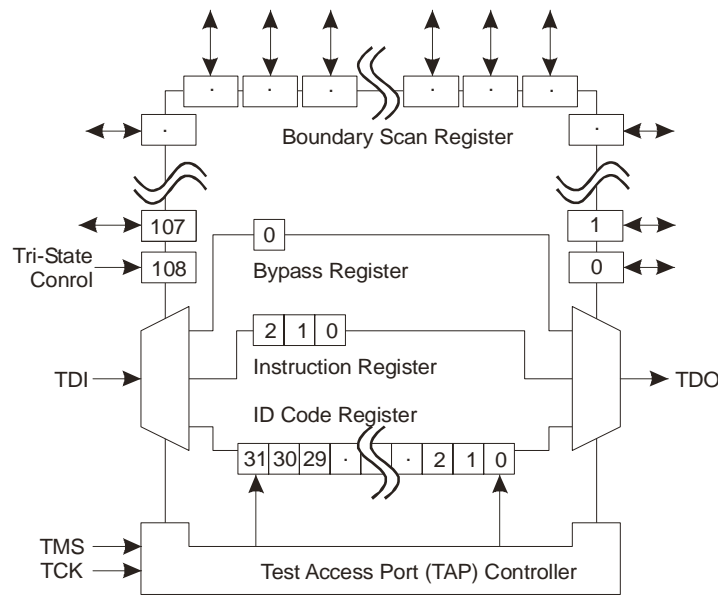 · · · · · ·
· Boundary Scan Register ·
107 0 1
Tri-State
Conrol 108 Bypass Register 0
2 1 0
TDI Instruction Register TDO
ID Code Register
31 30 29 · · · 2 1 0
TMS
TCK Test Access Port (TAP) Controller